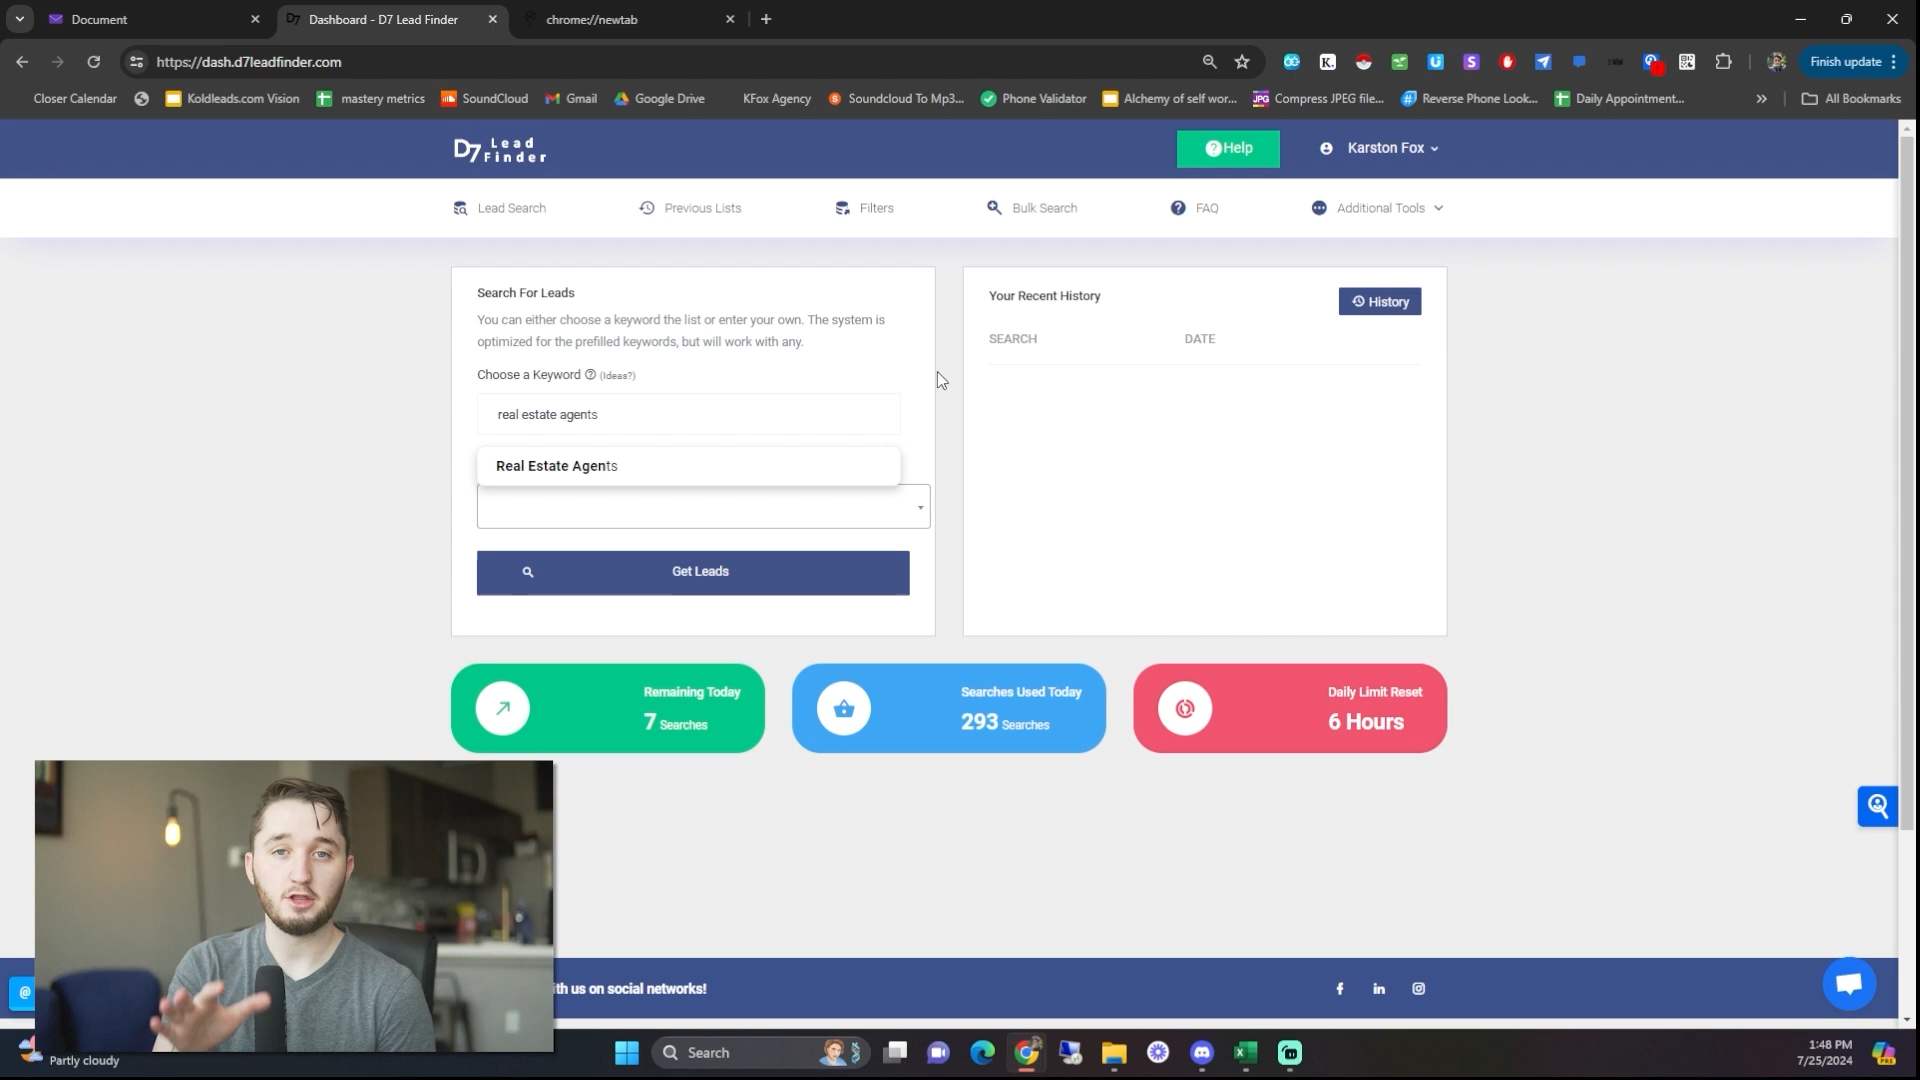 Document
Dashboard - D7 Lead Finder
chrome://newtab
https://dash.d7leadfinder.com
Finish update
Closer Calendar
Koldleads.com Vision
mastery metrics
SoundCloud
Gmail
Google Drive
KFox Agency
Soundcloud To Mp3...
Phone Validator
Alchemy of self wor...
JPG
Compress JPEG file...
Reverse Phone Look...
Daily Appointment...
All Bookmarks
D7 Lead
Finder
Help
Karston Fox
Lead Search
Previous Lists
Filters
Bulk Search
FAQ
Additional Tools
Search For Leads
You can either choose a keyword the list or enter your own. The system is
optimized for the prefilled keywords, but will work with any.
Choose a Keyword (Ideas?)
real estate agents
Real Estate Agents
Get Leads
Your Recent History
History
SEARCH
DATE
Remaining Today
7 Searches
Searches Used Today
293 Searches
Daily Limit Reset
6 Hours
ith us on social networks!
Partly cloudy
Search
1:48 PM
7/25/2024